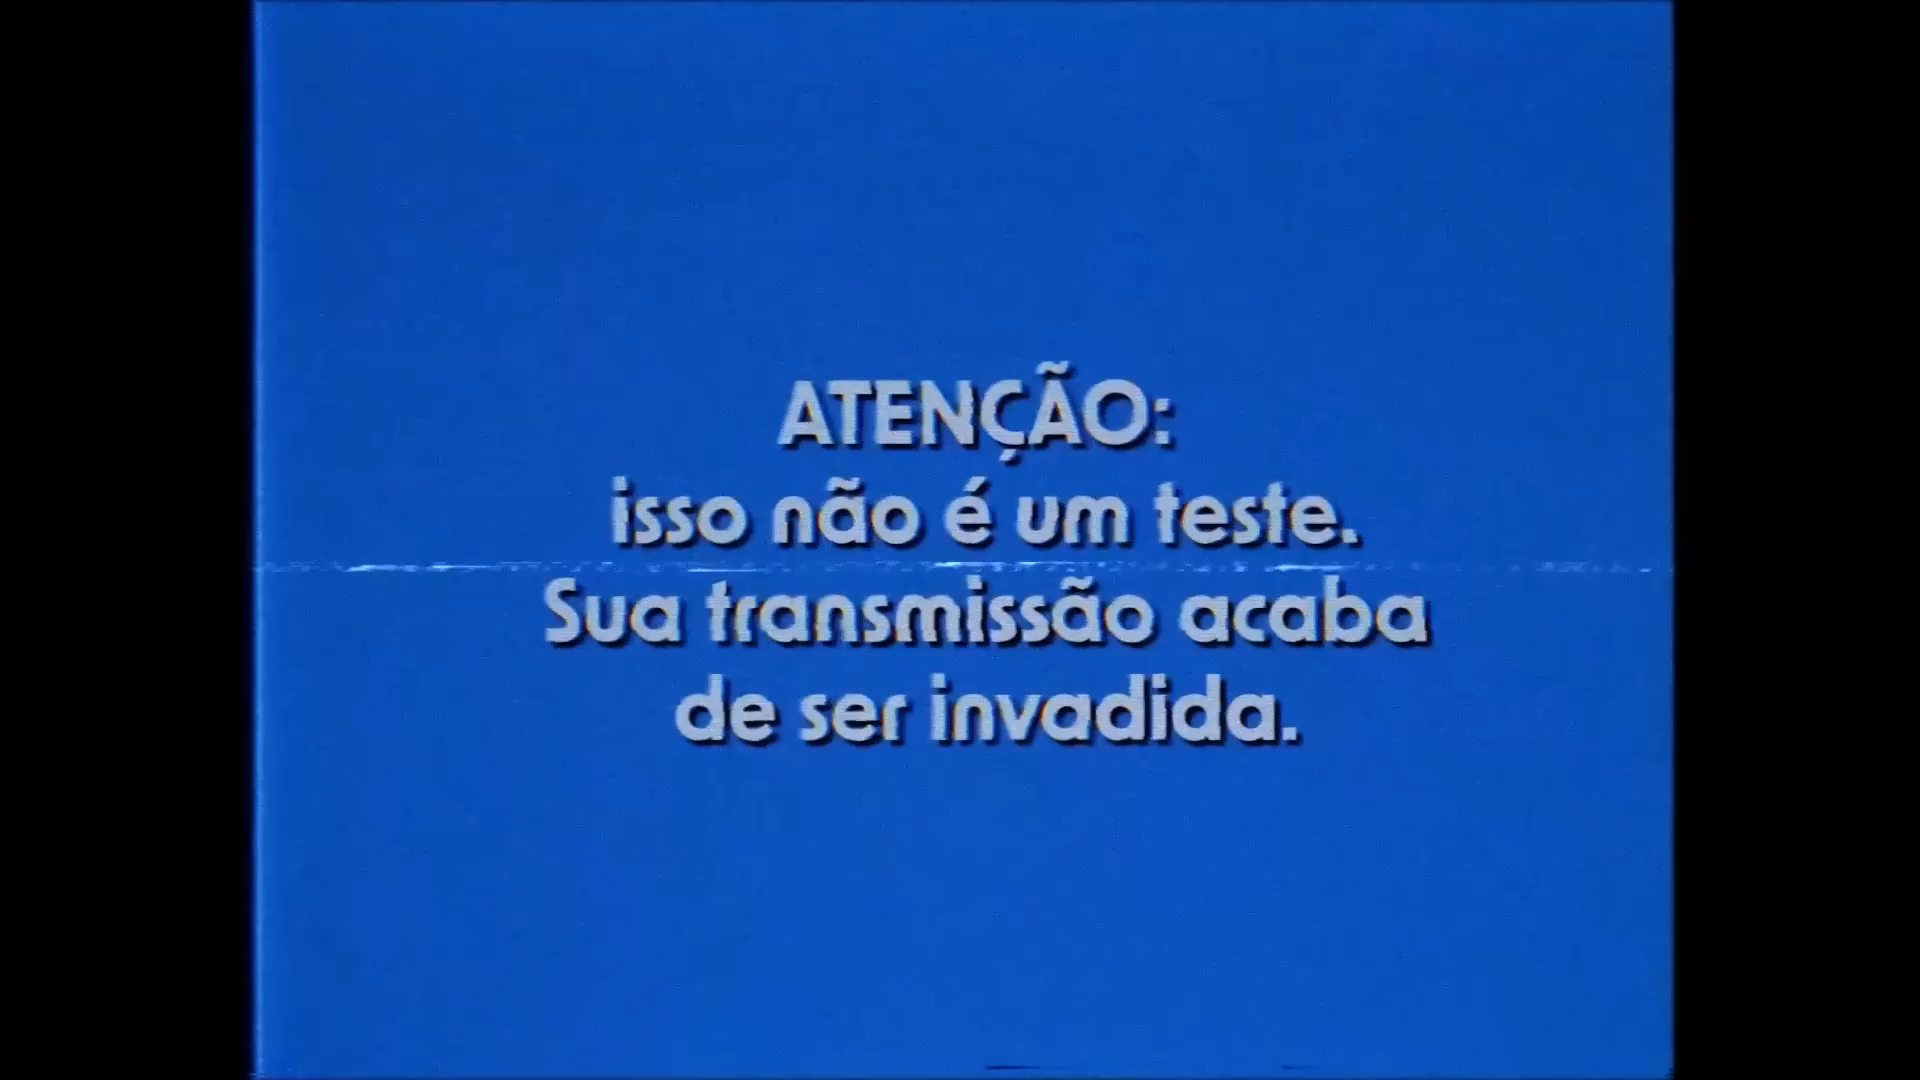 ATENÇÃO:
isso não é um teste.
Sua transmissão acaba
de ser invadida.